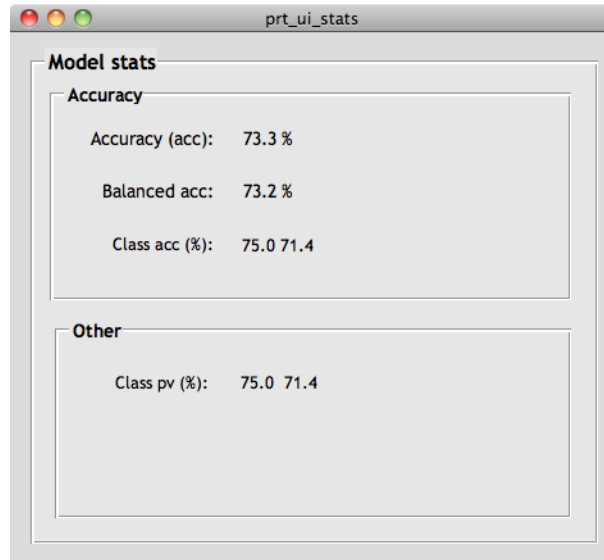 prt_ui_stats
Model stats
Accuracy
Accuracy (acc): 73.3 %
Balanced acc: 73.2 %
Class acc (%): 75.0 71.4
Other
Class pv (%): 75.0 71.4